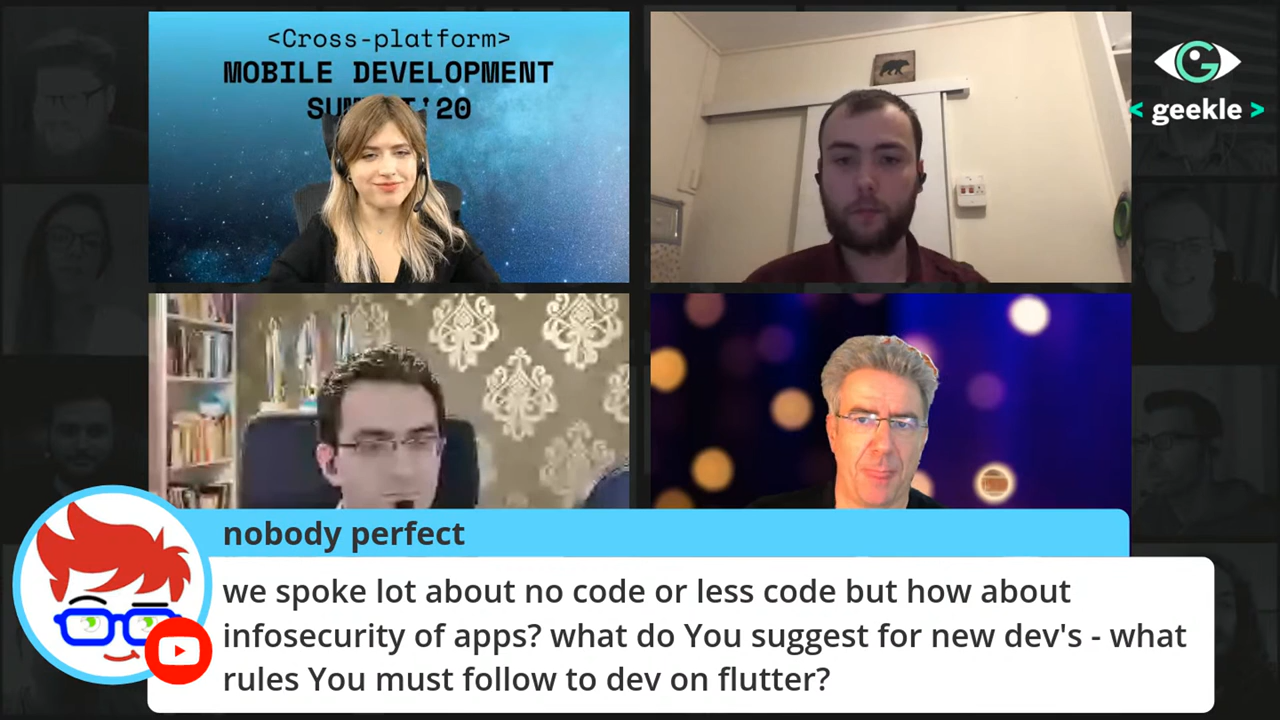 <Cross-platform>
MOBILE DEVELOPMENT
SUMMIT'20
< geekle >
nobody perfect
we spoke lot about no code or less code but how about
infosecurity of apps? what do You suggest for new dev's - what
rules You must follow to dev on flutter?